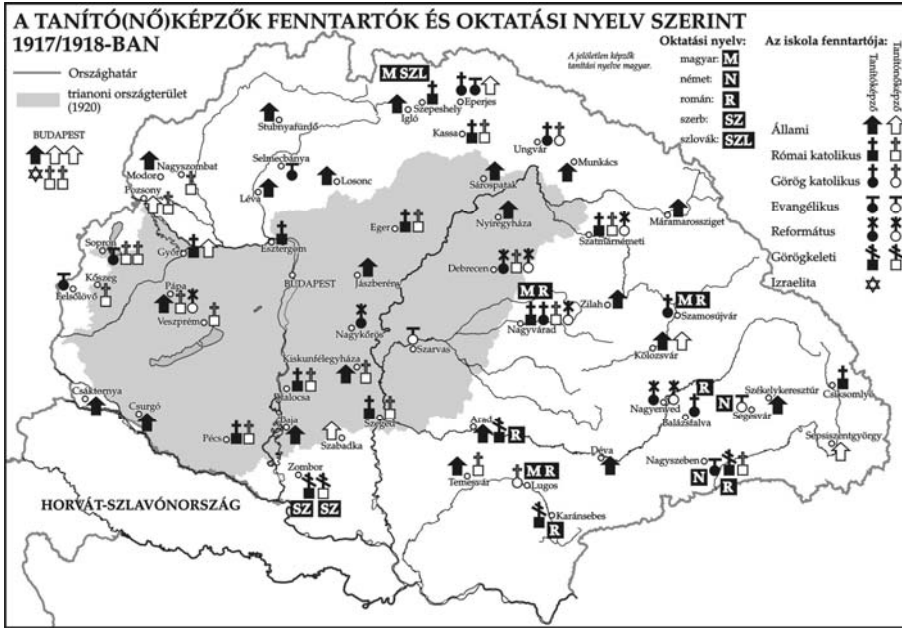 A TANÍTÓ(NŐ)KÉPZŐK FENNTARTÓK ÉS OKTATÁSI NYELV SZERINT
1917/1918-BAN
Országhatár
trianoni országterület
(1920)
BUDAPEST
A jelöletlen képzők
tanítási nyelve magyar.
Oktatási nyelv:
magyar: M
német: N
román: R
szerb: SZ
szlovák: SZL
Az iskola fenntartója:
Tanítóképző
Tanítónőképző
Állami
Római katolikus
Görög katolikus
Evangélikus
Református
Görögkeleti
Izraelita
M SZL
Stubnyafürdő
Igló
Szepeshely
Eperjes
Kassa
Ungvár
Modor
Nagyszombat
Selmecbánya
Losonc
Munkács
Pozsony
Léva
Sárospatak
Nyíregyháza
Máramarossziget
Sopron
Győr
Esztergom
Eger
Szatmárnémeti
Felsőlövő
Kőszeg
BUDAPEST
Jászberény
Debrecen
Pápa
Veszprém
Nagykőrös
M R
Nagyvárad
Zilah
M R
Szamosújvár
Szarvas
Kolozsvár
Kiskunfélegyháza
Csáktornya
Kalocsa
R
N
Székelykeresztúr
Csíksomlyó
Csurgó
Nagyenyed
Balázsfalva
Segesvár
Pécs
Baja
Szeged
Szabadka
Arad
R
Déva
Sepsiszentgyörgy
Zombor
Temesvár
M R
Lugos
Nagyszeben
N
R
HORVÁT-SZLAVÓNORSZÁG
SZ SZ
Karánsebes
R